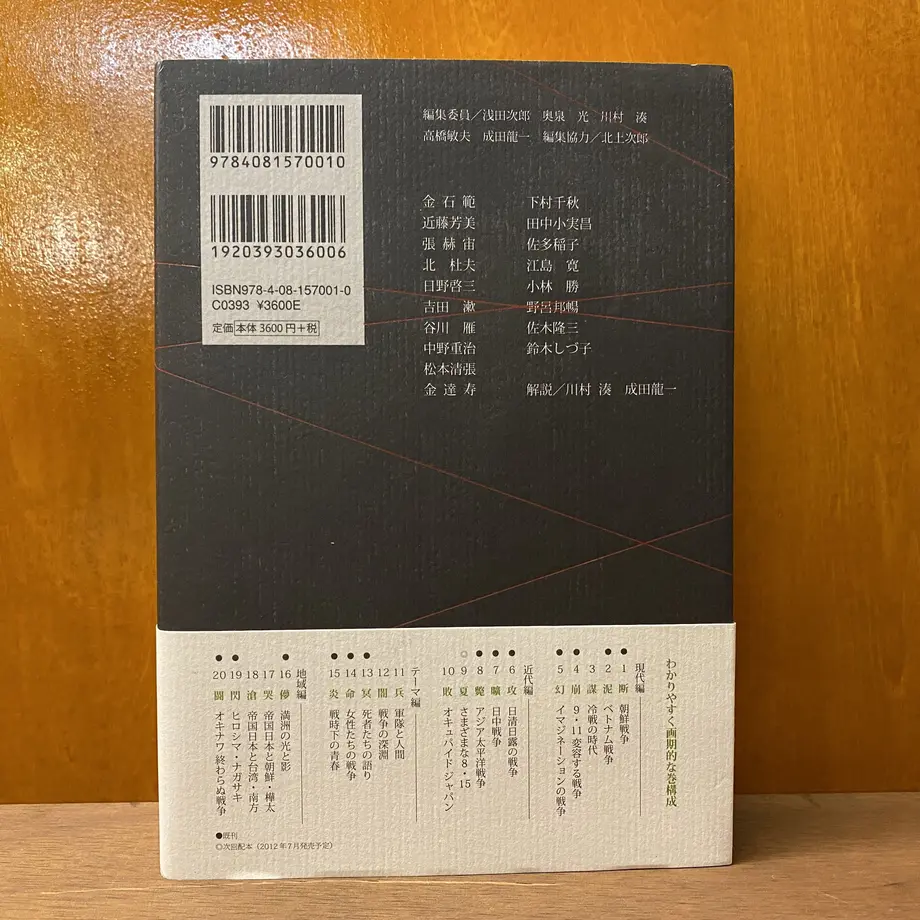 9784081570010
1920393036006
ISBN978-4-08-157001-0
C0393 ¥3600E
定価 本体 3600円+税
編集委員／浅田次郎　奥泉　光　川村　湊
高橋敏夫　成田龍一　編集協力／北上次郎
金石範　下村千秋
近藤芳美　田中小実昌
張赫宙　佐多稲子
北　杜夫　江島　寛
日野啓三　小林　勝
吉田　漱　野呂邦暢
谷川　雁　佐木隆三
中野重治　鈴木しづ子
松本清張
金達寿　解説／川村 湊　成田龍一
わかりやすく画期的な巻構成
現代編
● 1 断 朝鮮戦争
● 2 泥 ベトナム戦争
3 謀 冷戦の時代
● 4 崩 9・11変容する戦争
● 5 幻 イマジネーションの戦争
近代編
● 6 攻 日清日露の戦争
● 7 曠 日中戦争
● 8 斃 アジア太平洋戦争
◎ 9 夏 さまざまな8・15
10 敗 オキュパイドジャパン
テーマ編
11 兵 軍隊と人間
12 闇 戦争の深淵
● 13 冥 死者たちの語り
● 14 命 女性たちの戦争
● 15 炎 戦時下の青春
地域編
● 16 儚 満洲の光と影
17 哭 帝国日本と朝鮮・樺太
18 滄 帝国日本と台湾・南方
● 19 閃 ヒロシマ・ナガサキ
● 20 闘 オキナワ 終わらぬ戦争
●既刊
◎次回配本（2012年7月発売予定）